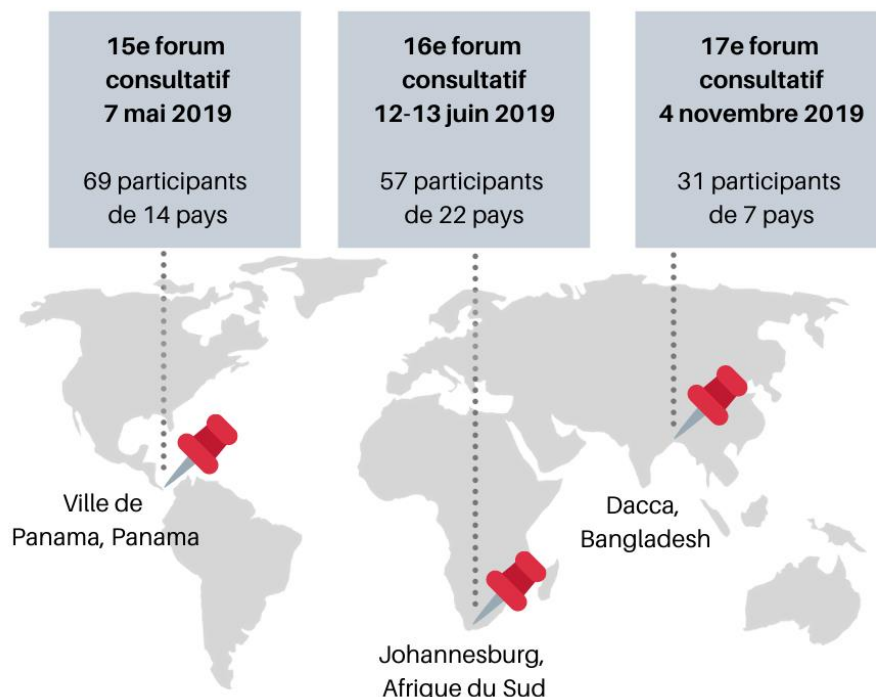 15e forum
consultatif
7 mai 2019
69 participants
de 14 pays
16e forum
consultatif
12-13 juin 2019
57 participants
de 22 pays
17e forum
consultatif
4 novembre 2019
31 participants
de 7 pays
Ville de
Panama, Panama
Johannesburg,
Afrique du Sud
Dacca,
Bangladesh